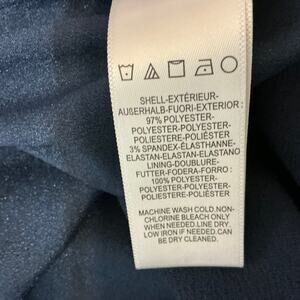 SHELL-EXTÉRIEUR-
AUßERHALB-FUORI-EXTERIOR :
97% POLYESTER-
POLYESTER-POLYESTER-
POLIESTERE-POLIÉSTER
3% SPANDEX-ÉLASTHANNE-
ELASTAN-ELASTAN-ELASTANO
LINING-DOUBLURE-
FUTTER-FODERA-FORRO :
100% POLYESTER-
POLYESTER-POLYESTER-
POLIESTERE-POLIÉSTER
MACHINE WASH COLD.NON-
CHLORINE BLEACH ONLY
WHEN NEEDED.LINE DRY.
LOW IRON IF NEEDED.CAN
BE DRY CLEANED.